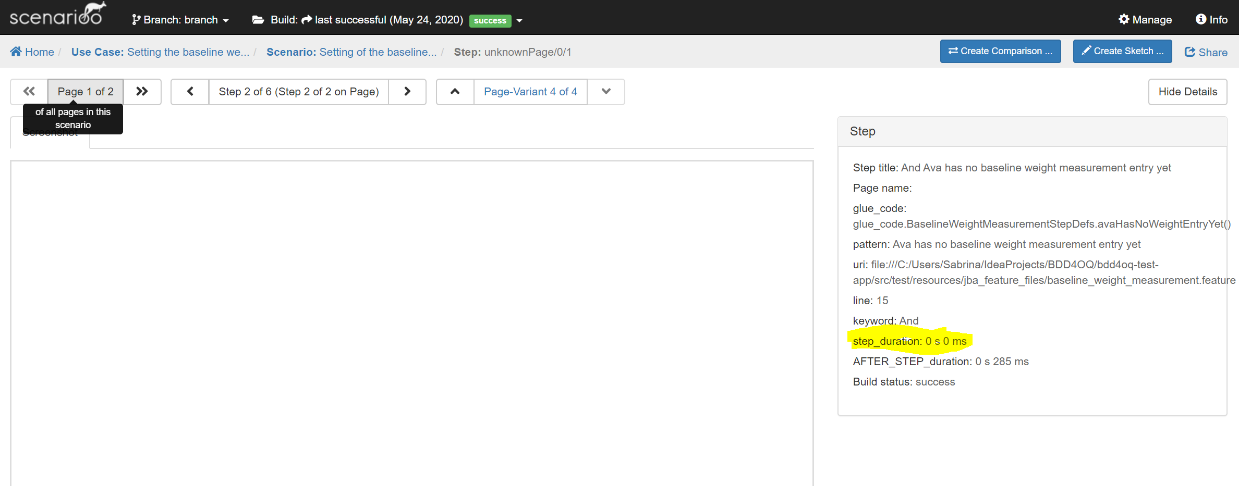 scenarioo
Branch: branch
Build: last successful (May 24, 2020) success
Manage
Info
Home / Use Case: Setting the baseline we... / Scenario: Setting of the baseline... / Step: unknownPage/0/1
Create Comparison ...
Create Sketch ...
Share
Page 1 of 2
Step 2 of 6 (Step 2 of 2 on Page)
Page-Variant 4 of 4
Hide Details
of all pages in this
scenario
Screenshot
Step
Step title: And Ava has no baseline weight measurement entry yet
Page name:
glue_code:
glue_code.BaselineWeightMeasurementStepDefs.avaHasNoWeightEntryYet()
pattern: Ava has no baseline weight measurement entry yet
uri: file:///C:/Users/Sabrina/IdeaProjects/BDD4OQ/bdd4oq-test-
app/src/test/resources/jba_feature_files/baseline_weight_measurement.feature
line: 15
keyword: And
step_duration: 0 s 0 ms
AFTER_STEP_duration: 0 s 285 ms
Build status: success